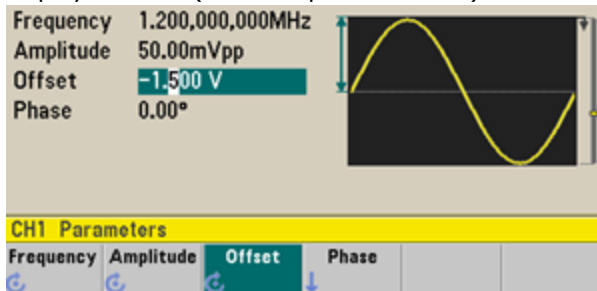 Frequency 1.200,000,000MHz
Amplitude 50.00mVpp
Offset -1.500 V
Phase 0.00°
CH1 Parameters
Frequency Amplitude Offset Phase